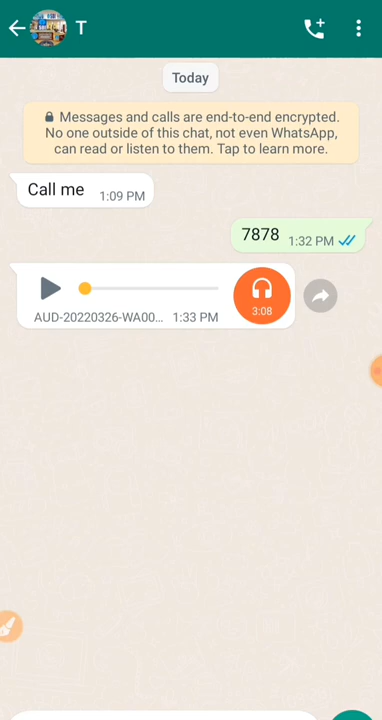 T
Today
Messages and calls are end-to-end encrypted.
No one outside of this chat, not even WhatsApp,
can read or listen to them. Tap to learn more.
Call me 1:09 PM
7878 1:32 PM
3:08
AUD-20220326-WA00... 1:33 PM